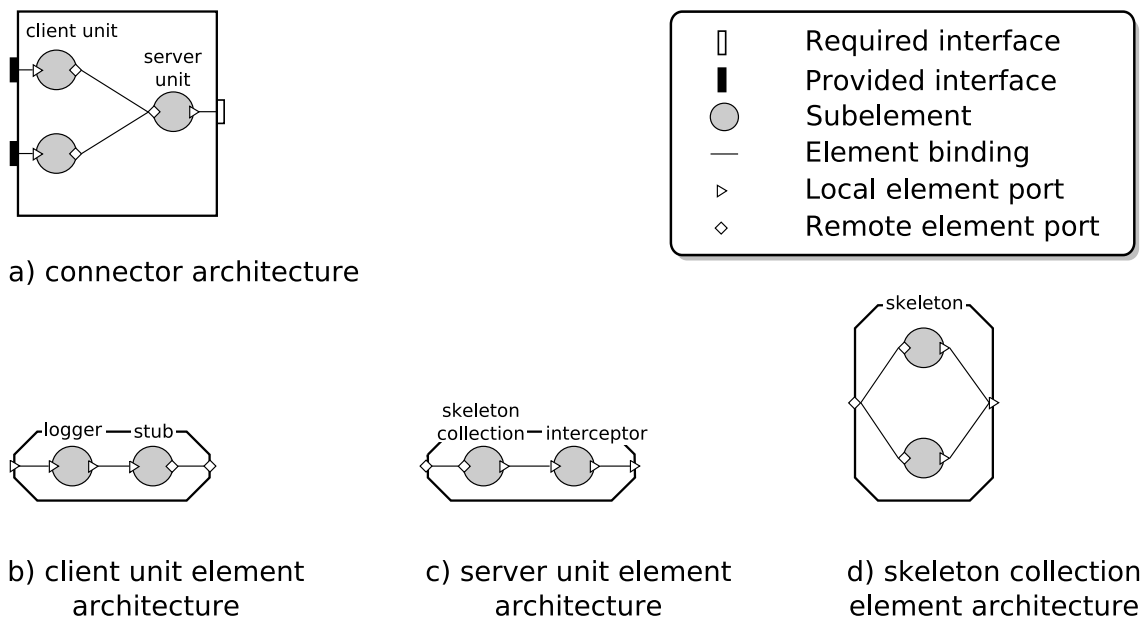 client unit
server
unit
a) connector architecture
Required interface
Provided interface
Subelement
Element binding
Local element port
Remote element port
logger
stub
b) client unit element
architecture
skeleton
collection
interceptor
c) server unit element
architecture
skeleton
d) skeleton collection
element architecture